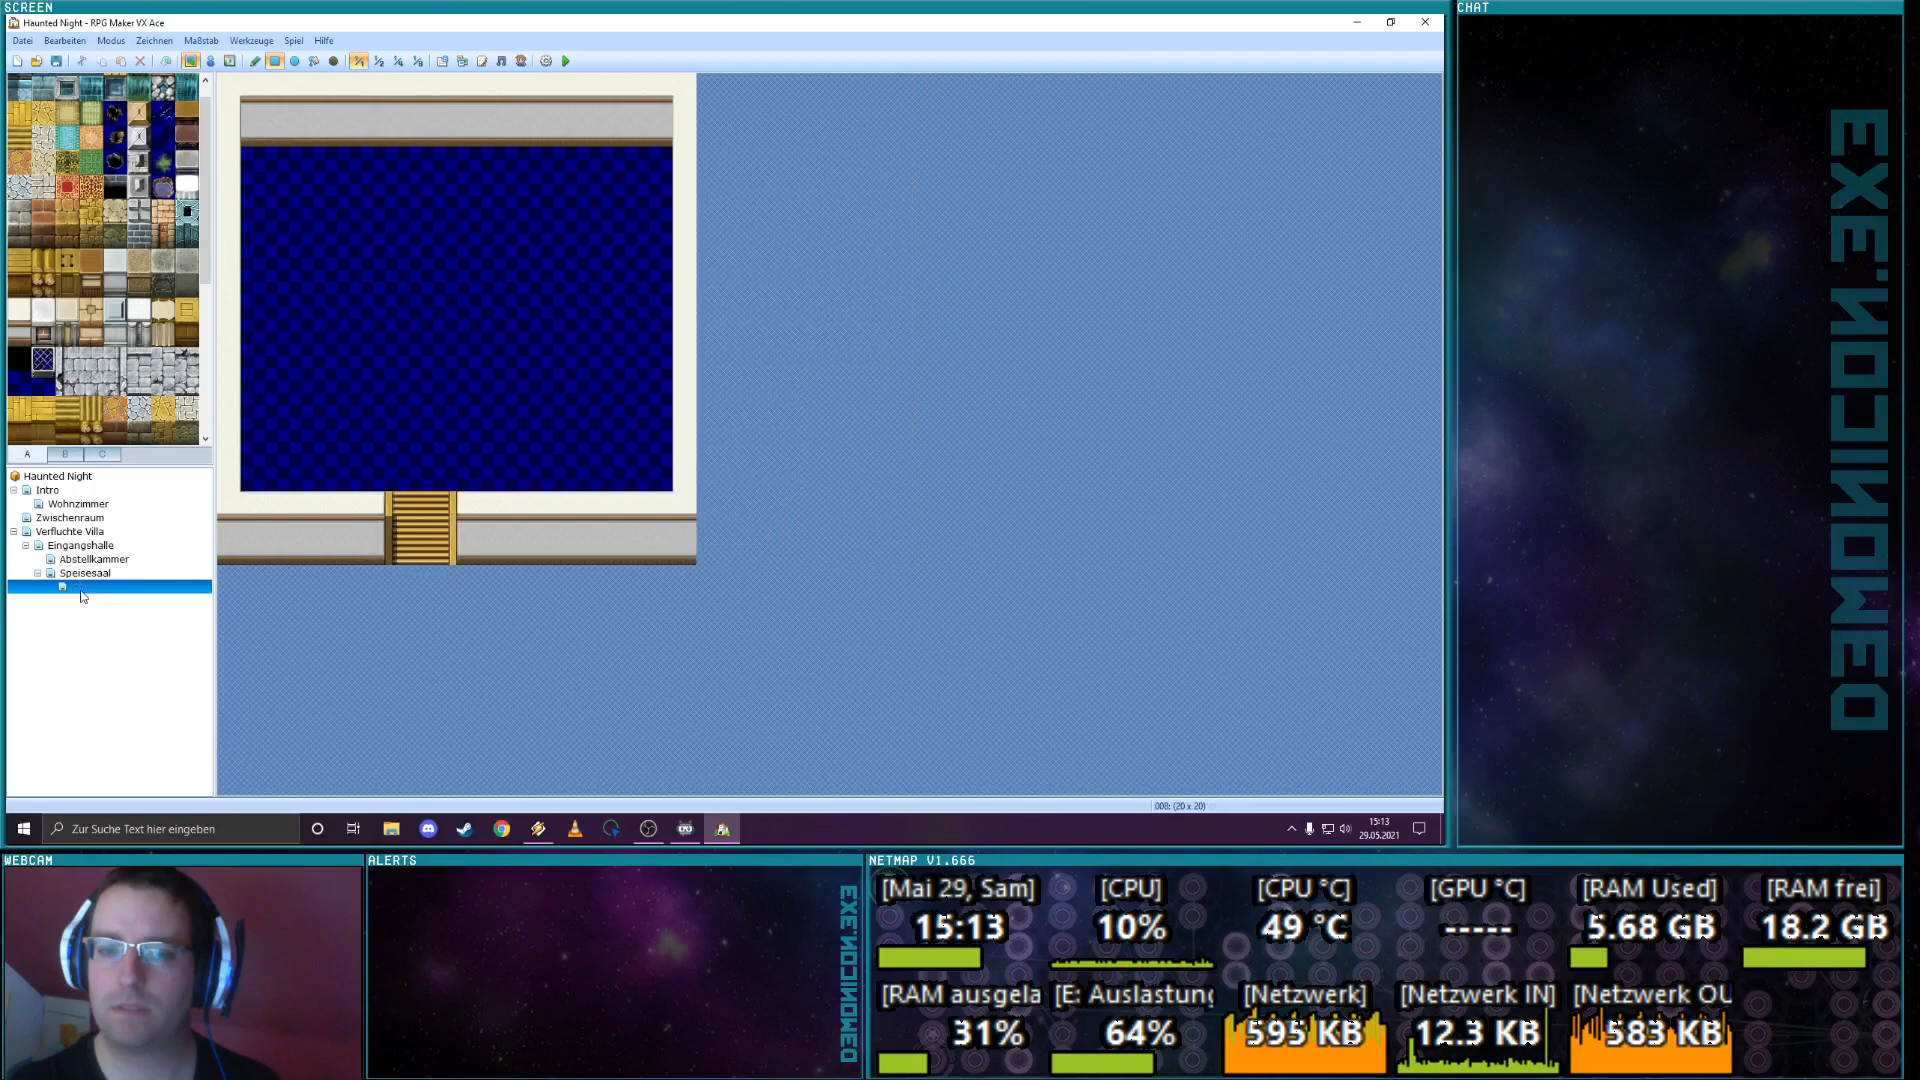 SCREEN
Haunted Night - RPG Maker VX Ace
Datei Bearbeiten Modus Zeichnen Maßstab Werkzeuge Spiel Hilfe
A B C
Haunted Night
Intro
Wohnzimmer
Zwischenraum
Verfluchte Villa
Eingangshalle
Abstellkammer
Speisesaal
008: (20 x 20)
Zur Suche Text hier eingeben
15:13
29.05.2021
CHAT
WEBCAM
ALERTS
NETMAP V1.666
[Mai 29, Sam] [CPU] [CPU °C] [GPU °C] [RAM Used] [RAM frei]
15:13 10% 49 °C ----- 5.68 GB 18.2 GB
[RAM ausgela [E: Auslastung [Netzwerk] [Netzwerk IN] [Netzwerk OU
31% 64% 595 KB 12.3 KB 583 KB